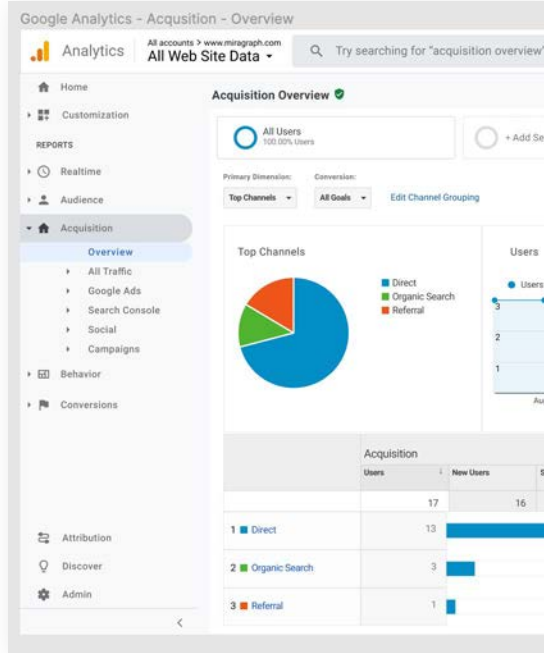 Google Analytics - Acqusition - Overview
Analytics
All accounts > www.miragraph.com
All Web Site Data
Try searching for "acquisition overview"
Home
Customization
REPORTS
Realtime
Audience
Acquisition
Overview
All Traffic
Google Ads
Search Console
Social
Campaigns
Behavior
Conversions
Attribution
Discover
Admin
Acquisition Overview
All Users
100.00% Users
+ Add Se
Primary Dimension:
Conversion:
Top Channels
All Goals
Edit Channel Grouping
Top Channels
Direct
Organic Search
Referral
Users
Users
3
2
1
Au
Acquisition
Users
New Users
S
17
16
1 Direct
13
2 Organic Search
3
3 Referral
1